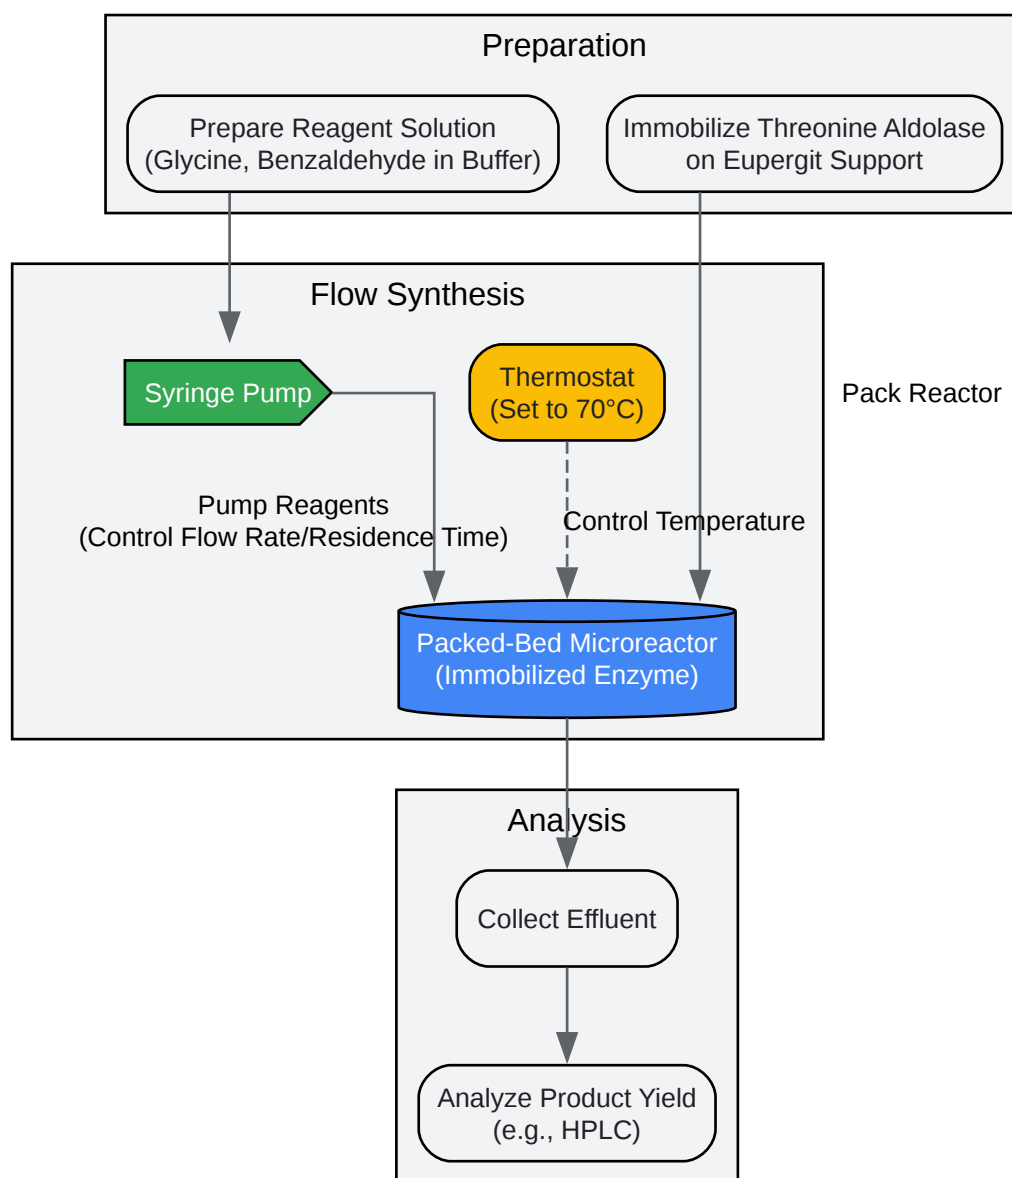 Preparation
Prepare Reagent Solution
(Glycine, Benzaldehyde in Buffer)
Immobilize Threonine Aldolase
on Eupergit Support
Flow Synthesis
Syringe Pump
Thermostat
(Set to 70°C)
Pack Reactor
Pump Reagents
(Control Flow Rate/Residence Time)
Control Temperature
Packed-Bed Microreactor
(Immobilized Enzyme)
Analysis
Collect Effluent
Analyze Product Yield
(e.g., HPLC)